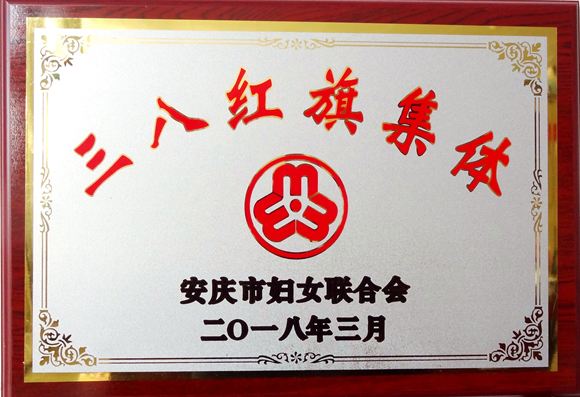 三八红旗集体
安庆市妇女联合会
二〇一八年三月